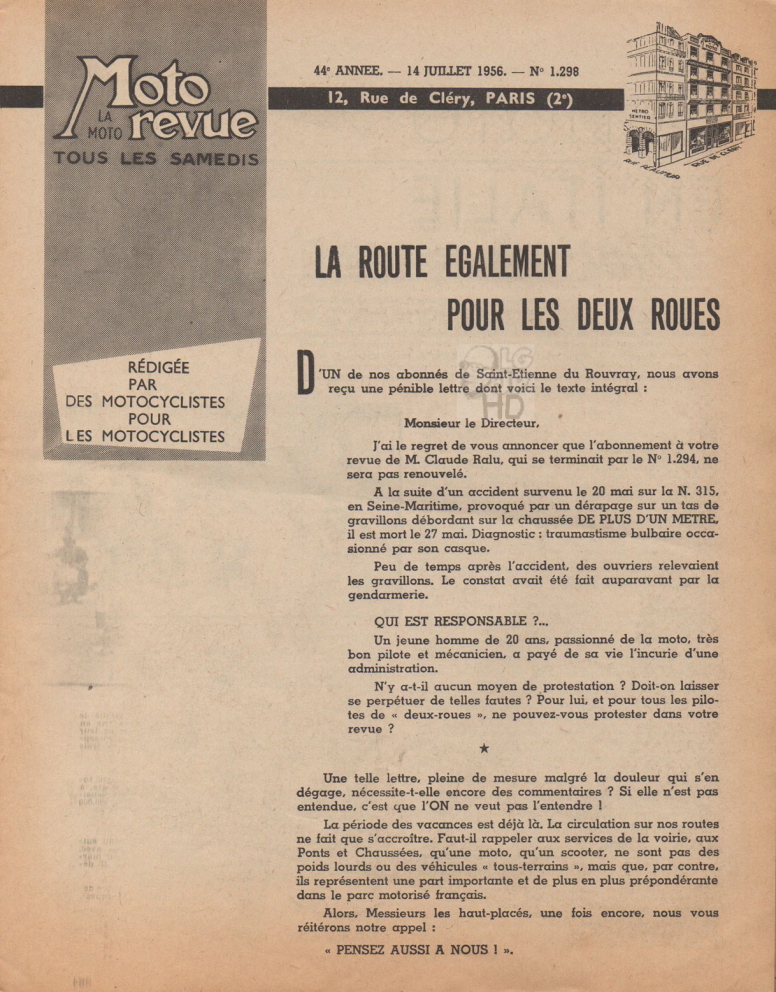 Moto
LA
MOTO
revue
TOUS LES SAMEDIS
44e ANNEE. — 14 JUILLET 1956. — No 1.298
12, Rue de Cléry, PARIS (2e)
METRO
SENTIER
RUE RÉAUMUR
RUE DE CLÉRY
RÉDIGÉE
PAR
DES MOTOCYCLISTES
POUR
LES MOTOCYCLISTES
LA ROUTE EGALEMENT
POUR LES DEUX ROUES
D'UN de nos abonnés de Saint-Etienne du Rouvray, nous avons
reçu une pénible lettre dont voici le texte intégral :
LG
HD
Monsieur le Directeur,
J'ai le regret de vous annoncer que l'abonnement à votre
revue de M. Claude Ralu, qui se terminait par le No 1.294, ne
sera pas renouvelé.
A la suite d'un accident survenu le 20 mai sur la N. 315,
en Seine-Maritime, provoqué par un dérapage sur un tas de
gravillons débordant sur la chaussée DE PLUS D'UN METRE,
il est mort le 27 mai. Diagnostic : traumastisme bulbaire occa-
sionné par son casque.
Peu de temps après l'accident, des ouvriers relevaient
les gravillons. Le constat avait été fait auparavant par la
gendarmerie.
QUI EST RESPONSABLE ?...
Un jeune homme de 20 ans, passionné de la moto, très
bon pilote et mécanicien, a payé de sa vie l'incurie d'une
administration.
N'y a-t-il aucun moyen de protestation ? Doit-on laisser
se perpétuer de telles fautes ? Pour lui, et pour tous les pilo-
tes de « deux-roues », ne pouvez-vous protester dans votre
revue ?
★
Une telle lettre, pleine de mesure malgré la douleur qui s'en
dégage, nécessite-t-elle encore des commentaires ? Si elle n'est pas
entendue, c'est que l'ON ne veut pas l'entendre !
La période des vacances est déjà là. La circulation sur nos routes
ne fait que s'accroître. Faut-il rappeler aux services de la voirie, aux
Ponts et Chaussées, qu'une moto, qu'un scooter, ne sont pas des
poids lourds ou des véhicules « tous-terrains », mais que, par contre,
ils représentent une part importante et de plus en plus prépondérante
dans le parc motorisé français.
Alors, Messieurs les haut-placés, une fois encore, nous vous
réitérons notre appel :
« PENSEZ AUSSI A NOUS ! ».